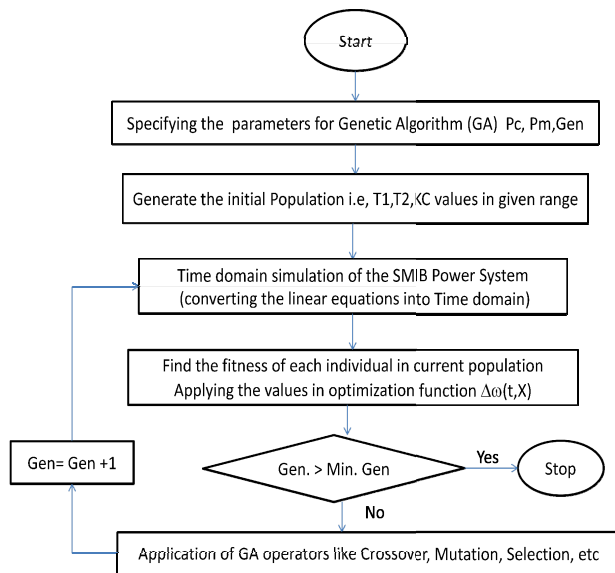 Start
Specifying the parameters for Genetic Algorithm (GA) Pc, Pm,Gen
Generate the initial Population i.e, T1,T2,KC values in given range
Time domain simulation of the SMIB Power System
(converting the linear equations into Time domain)
Find the fitness of each individual in current population
Applying the values in optimization function Δω(t,X)
Gen= Gen +1
Gen. > Min. Gen
Yes
Stop
No
Application of GA operators like Crossover, Mutation, Selection, etc